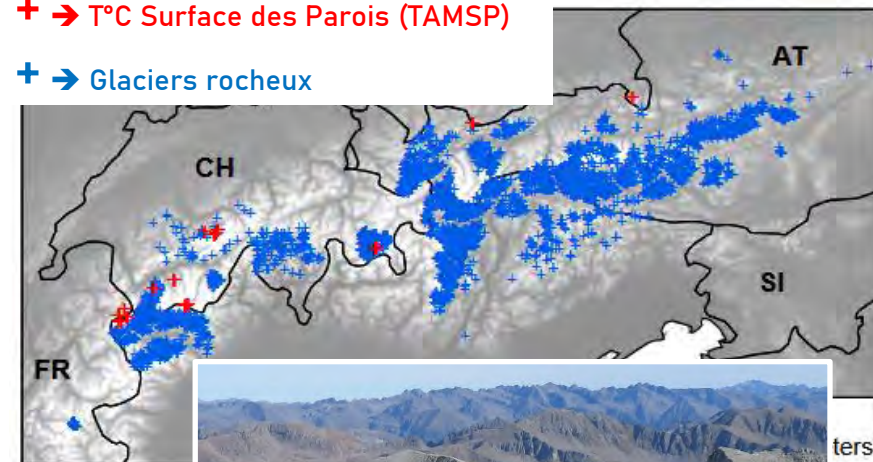 + → T°C Surface des Parois (TAMSP)
+ → Glaciers rocheux
AT
CH
SI
FR
ters